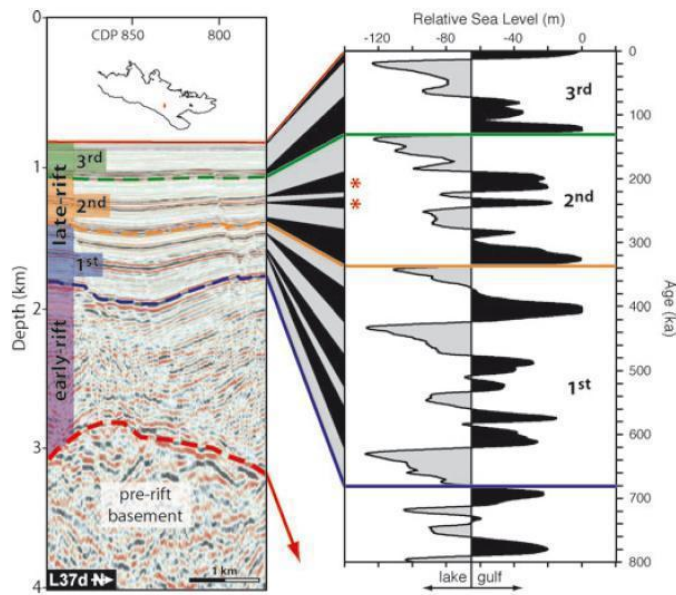 CDP 850 800
0
1
2
3
4
Depth (km)
late-rift
early-rift
3rd
2nd
1st
pre-rift
basement
L37d N
1 km
*
*
Relative Sea Level (m)
-120 -80 -40 0
3rd
2nd
1st
0
100
200
300
400
500
600
700
800
Age (ka)
lake gulf